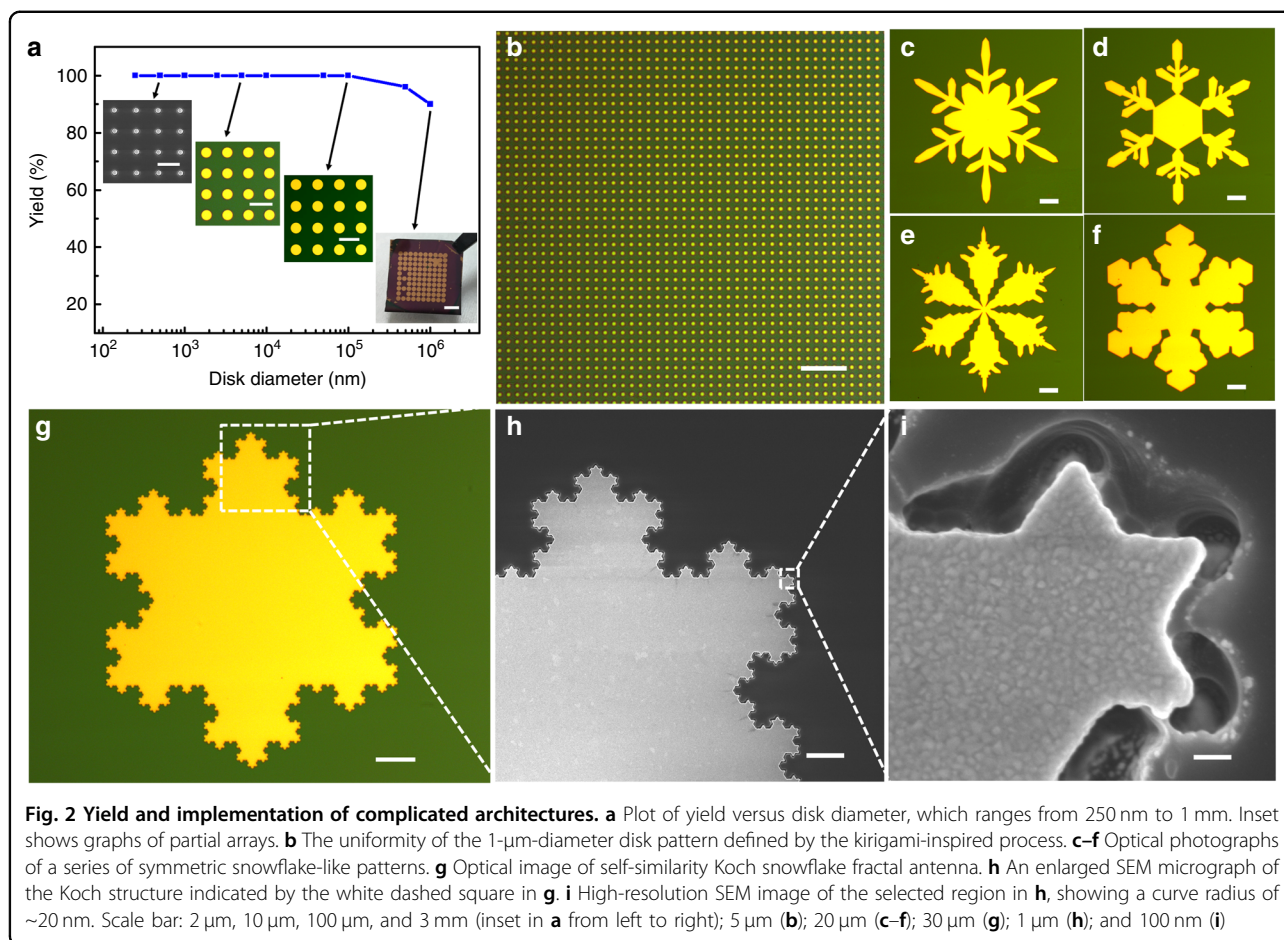 a
100
80
60
40
20
Yield (%)
10²
10³
10⁴
10⁵
10⁶
Disk diameter (nm)
b
c
d
e
f
g
h
i
Fig. 2 Yield and implementation of complicated architectures. a Plot of yield versus disk diameter, which ranges from 250 nm to 1 mm. Inset
shows graphs of partial arrays. b The uniformity of the 1-μm-diameter disk pattern defined by the kirigami-inspired process. c–f Optical photographs
of a series of symmetric snowflake-like patterns. g Optical image of self-similarity Koch snowflake fractal antenna. h An enlarged SEM micrograph of
the Koch structure indicated by the white dashed square in g. i High-resolution SEM image of the selected region in h, showing a curve radius of
~20 nm. Scale bar: 2 μm, 10 μm, 100 μm, and 3 mm (inset in a from left to right); 5 μm (b); 20 μm (c–f); 30 μm (g); 1 μm (h); and 100 nm (i)